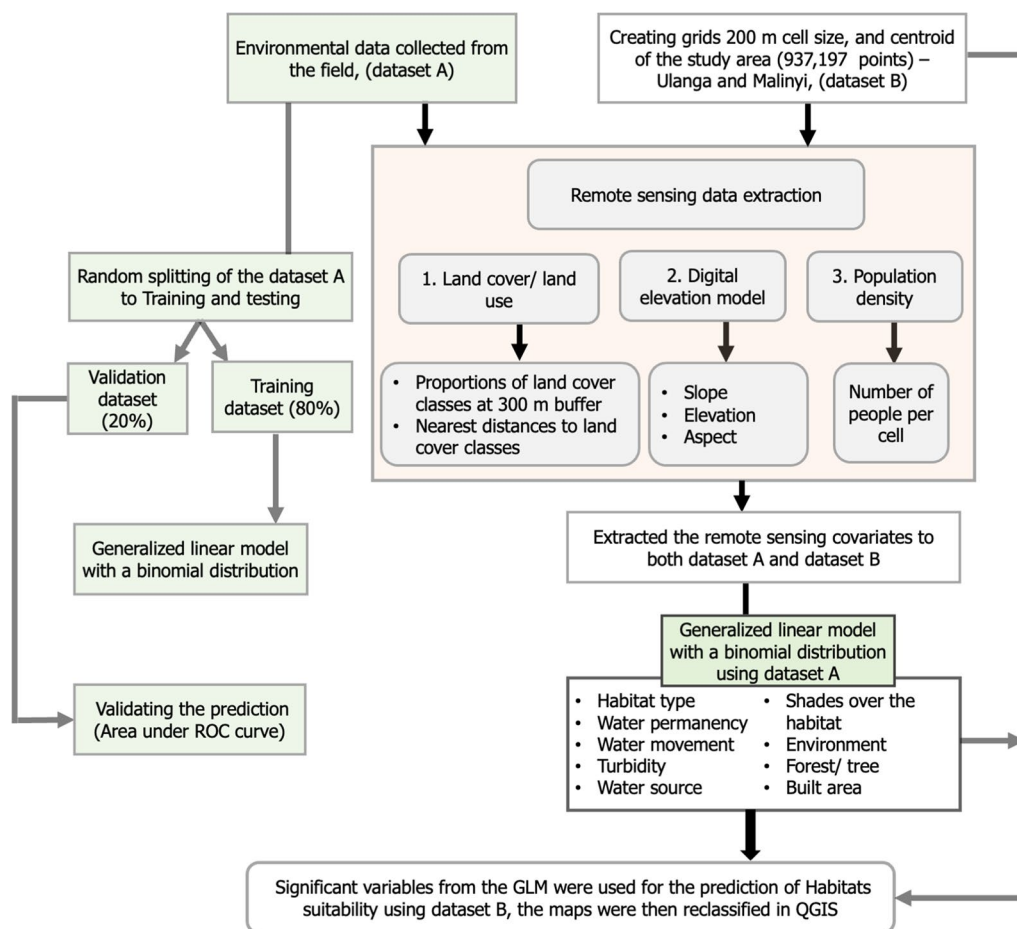 Environmental data collected from
the field, (dataset A)
Creating grids 200 m cell size, and centroid
of the study area (937,197 points) –
Ulanga and Malinyi, (dataset B)
Remote sensing data extraction
Random splitting of the dataset A
to Training and testing
1. Land cover/ land
use
2. Digital
elevation model
3. Population
density
Validation
dataset
(20%)
Training
dataset (80%)
• Proportions of land cover
classes at 300 m buffer
• Nearest distances to land
cover classes
• Slope
• Elevation
• Aspect
Number of
people per
cell
Generalized linear model
with a binomial distribution
Extracted the remote sensing covariates to
both dataset A and dataset B
Generalized linear model
with a binomial distribution
using dataset A
Validating the prediction
(Area under ROC curve)
• Habitat type
• Water permanency
• Water movement
• Turbidity
• Water source
• Shades over the
habitat
• Environment
• Forest/ tree
• Built area
Significant variables from the GLM were used for the prediction of Habitats
suitability using dataset B, the maps were then reclassified in QGIS